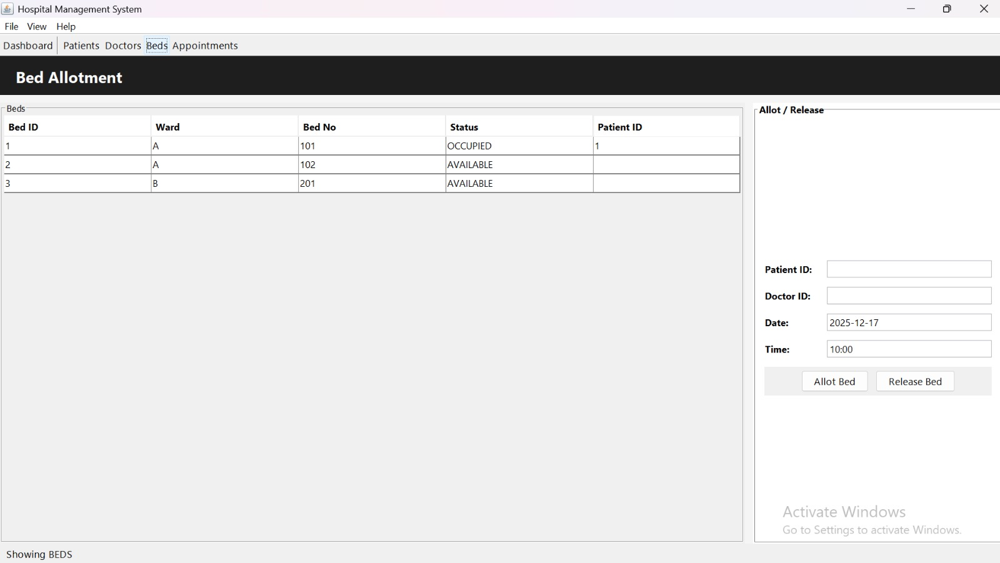 Hospital Management System
File View Help
Dashboard Patients Doctors Beds Appointments
Bed Allotment
Beds
Bed ID Ward Bed No Status Patient ID
1 A 101 OCCUPIED 1
2 A 102 AVAILABLE
3 B 201 AVAILABLE
Allot / Release
Patient ID:
Doctor ID:
Date: 2025-12-17
Time: 10:00
Allot Bed Release Bed
Activate Windows
Go to Settings to activate Windows.
Showing BEDS